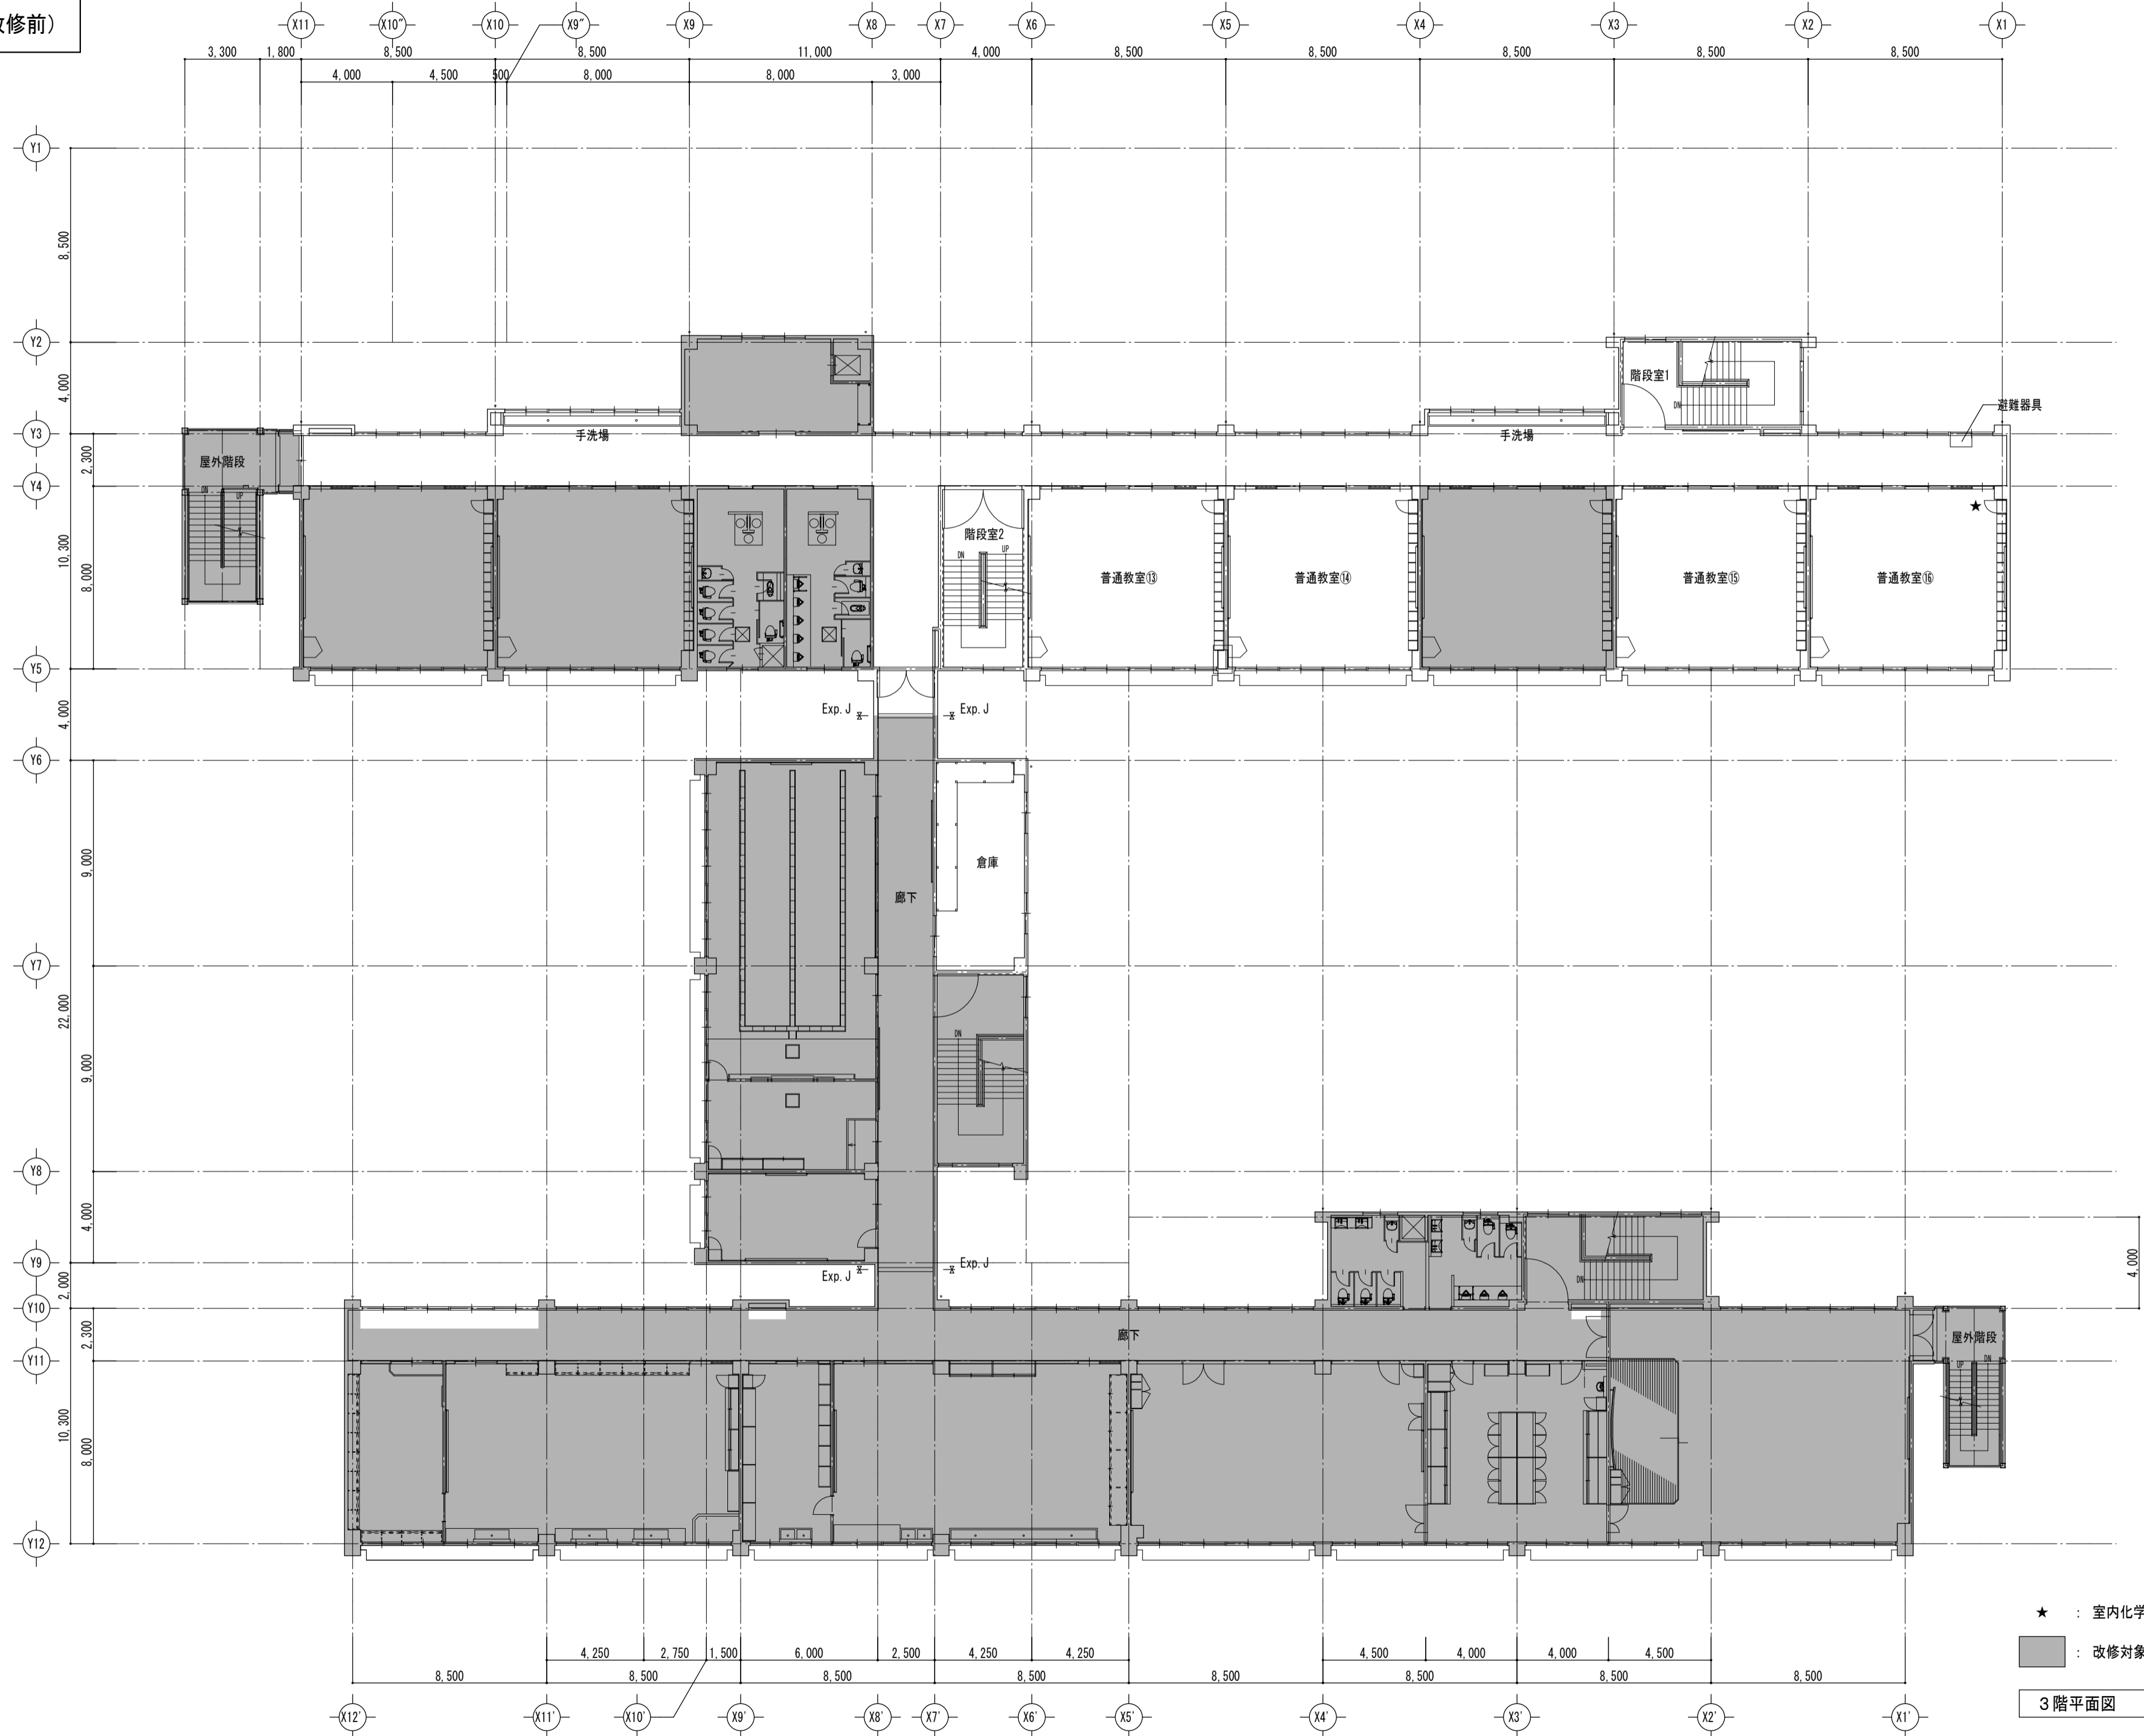 改修前）
X11 X10" X10 X9" X9 X8 X7 X6 X5 X4 X3 X2 X1
3,300 1,800 8,500 8,500 11,000 4,000 8,500 8,500 8,500 8,500 8,500
4,000 4,500 500 8,000 8,000 3,000
Y1
8,500
Y2
4,000
階段室1
DN
避難器具
Y3
手洗場
手洗場
2,300
屋外階段
Y4
DN UP
階段室2
DN UP
10,300
8,000
普通教室⑬
普通教室⑭
普通教室⑮
普通教室⑯
★
Y5
4,000
Exp.J
Exp.J
Y6
9,000
倉庫
廊下
Y7
22,000
DN
9,000
Y8
4,000
4,000
Y9
Exp.J
Exp.J
DN
2,000
Y10
2,300
廊下
屋外階段
Y11
UP DN
10,300
8,000
Y12
★ : 室内化学
4,250 2,750 1,500 6,000 2,500 4,250 4,250 4,500 4,000 4,000 4,500
: 改修対象
8,500 8,500 8,500 8,500 8,500 8,500 8,500 8,500
3階平面図
X12' X11' X10' X9' X8' X7' X6' X5' X4' X3' X2' X1'